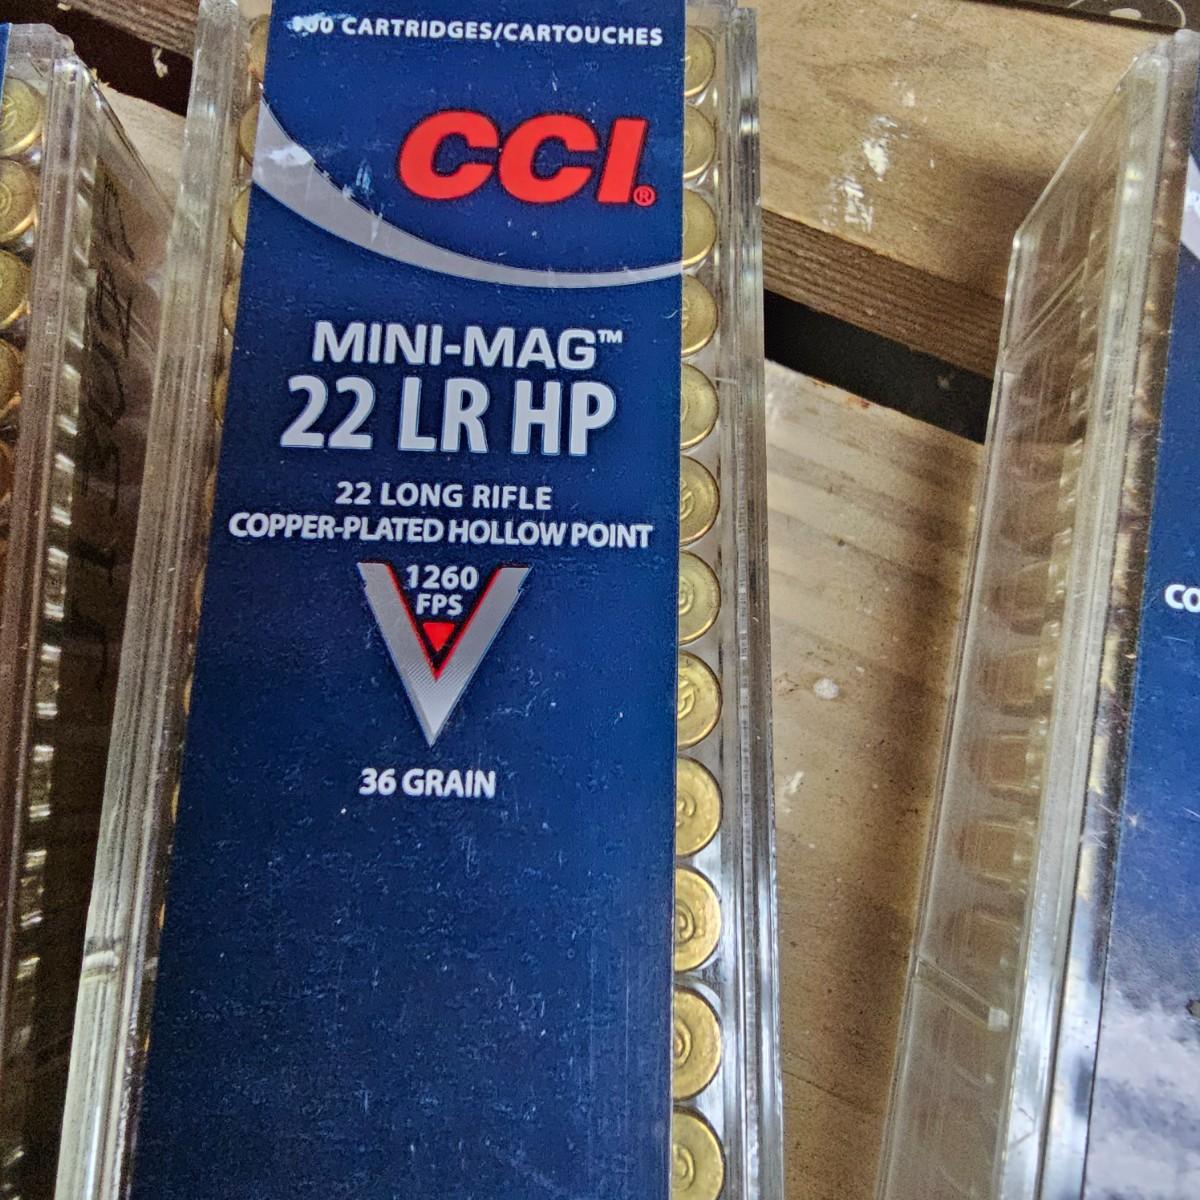 CARTRIDGES/CARTOUCHES
CCI®
MINI-MAG™
22 LR HP
22 LONG RIFLE
COPPER-PLATED HOLLOW POINT
1260
FPS
36 GRAIN
CO